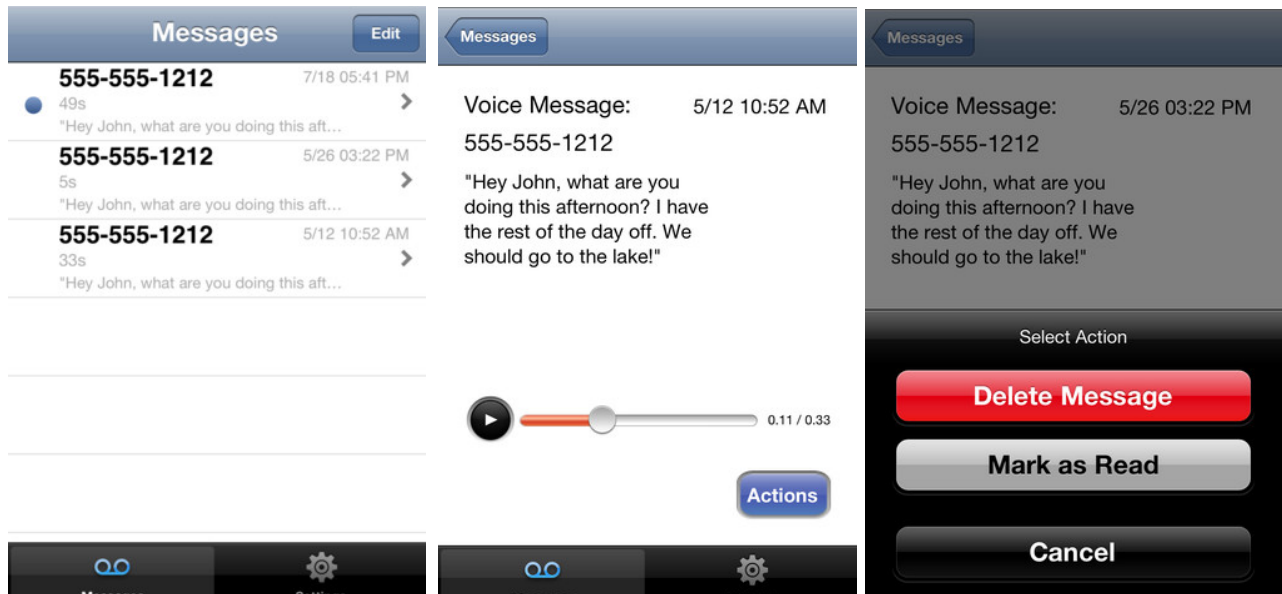 Messages
Edit
555-555-1212
7/18 05:41 PM
49s
"Hey John, what are you doing this aft...
555-555-1212
5/26 03:22 PM
5s
"Hey John, what are you doing this aft...
555-555-1212
5/12 10:52 AM
33s
"Hey John, what are you doing this aft...
Messages
Voice Message:
5/12 10:52 AM
555-555-1212
"Hey John, what are you
doing this afternoon? I have
the rest of the day off. We
should go to the lake!"
0.11 / 0.33
Actions
Messages
Voice Message:
5/26 03:22 PM
555-555-1212
"Hey John, what are you
doing this afternoon? I have
the rest of the day off. We
should go to the lake!"
Select Action
Delete Message
Mark as Read
Cancel